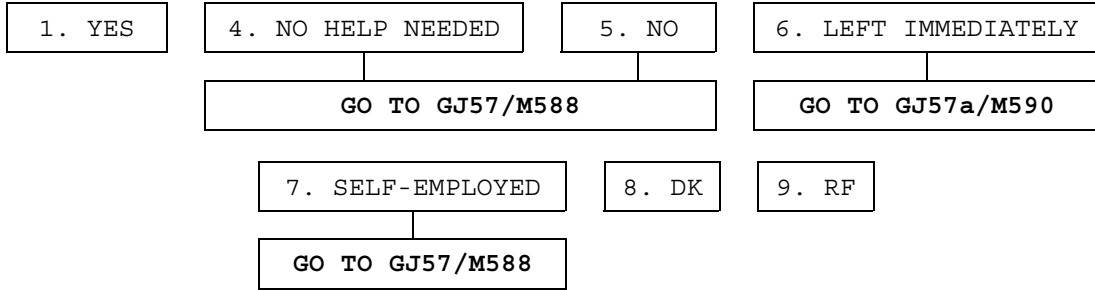 1. YES 4. NO HELP NEEDED 5. NO 6. LEFT IMMEDIATELY
GO TO GJ57/M588 GO TO GJ57a/M590
7. SELF-EMPLOYED 8. DK 9. RF
GO TO GJ57/M588